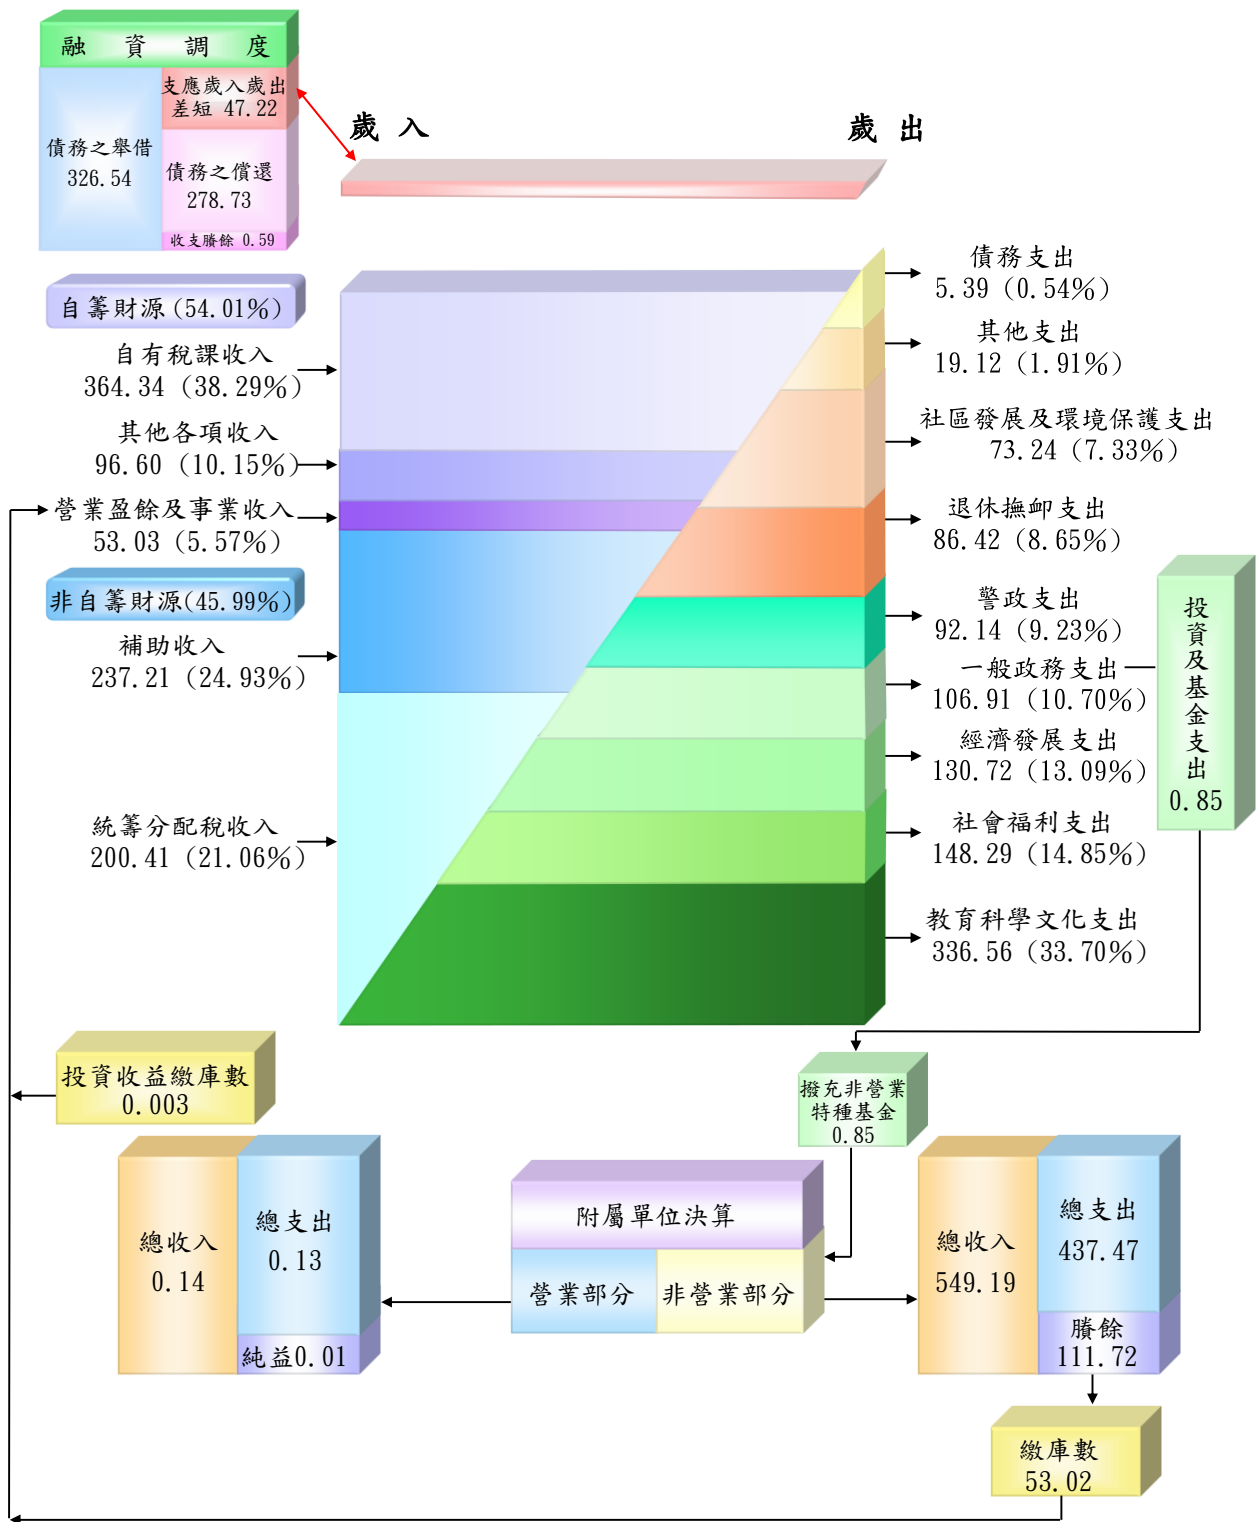 融資調度
支應歲入歲出
差短 47.22
債務之舉借
326.54
債務之償還
278.73
收支賸餘 0.59
歲入
歲出
自籌財源(54.01%)
自有稅課收入
364.34 (38.29%)
其他各項收入
96.60 (10.15%)
營業盈餘及事業收入
53.03 (5.57%)
非自籌財源(45.99%)
補助收入
237.21 (24.93%)
統籌分配稅收入
200.41 (21.06%)
債務支出
5.39 (0.54%)
其他支出
19.12 (1.91%)
社區發展及環境保護支出
73.24 (7.33%)
退休撫卹支出
86.42 (8.65%)
警政支出
92.14 (9.23%)
一般政務支出
106.91 (10.70%)
經濟發展支出
130.72 (13.09%)
社會福利支出
148.29 (14.85%)
教育科學文化支出
336.56 (33.70%)
投資及基金支出
0.85
投資收益繳庫數
0.003
撥充非營業
特種基金
0.85
總收入
0.14
總支出
0.13
純益0.01
附屬單位決算
營業部分
非營業部分
總收入
549.19
總支出
437.47
賸餘
111.72
繳庫數
53.02